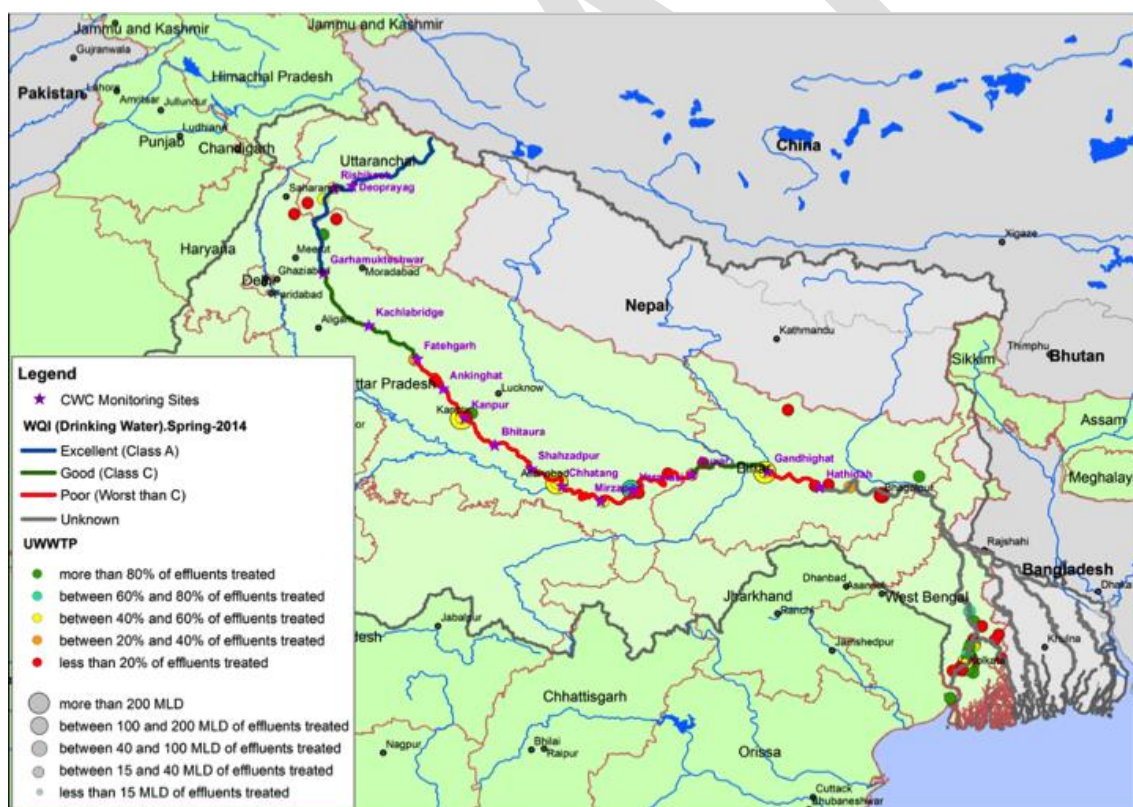 Jammu and Kashmir
Jammu and Kashmir
Gujranwala
Himachal Pradesh
Pakistan
Lahore
Amritsar
Jullundur
Ludhiana
Punjab
Chandigarh
China
Uttaranchal
Rishikesh
Deoprayag
Xigaze
Haryana
Meerut
Garhamukteshwar
Ghaziabad
Moradabad
Delhi
Faridabad
Nepal
Kachlabridge
Aligarh
Kathmandu
Sikkim
Thimphu
Bhutan
Fatehgarh
Ankinghat
Lucknow
Kanpur
Kanpur
Assam
Bhitaura
Meghalaya
Shahzadpur
Gandhighat
Bihar
Chhatang
Hathidah
Mirzapur
Bhagalpur
Rajshahi
Bangladesh
Dhaka
Dhanbad
Asansol
Jharkhand
West Bengal
Ranchi
Jabalpur
Jamshedpur
Khulna
Kolkata
Chhattisgarh
Nagpur
Bhilai
Raipur
Orissa
Cuttack
Bhubaneshwar
Legend
CWC Monitoring Sites
WQI (Drinking Water).Spring-2014
Excellent (Class A)
Good (Class C)
Poor (Worst than C)
Unknown
UWWTP
more than 80% of effluents treated
between 60% and 80% of effluents treated
between 40% and 60% of effluents treated
between 20% and 40% of effluents treated
less than 20% of effluents treated
more than 200 MLD
between 100 and 200 MLD of effluents treated
between 40 and 100 MLD of effluents treated
between 15 and 40 MLD of effluents treated
less than 15 MLD of effluents treated